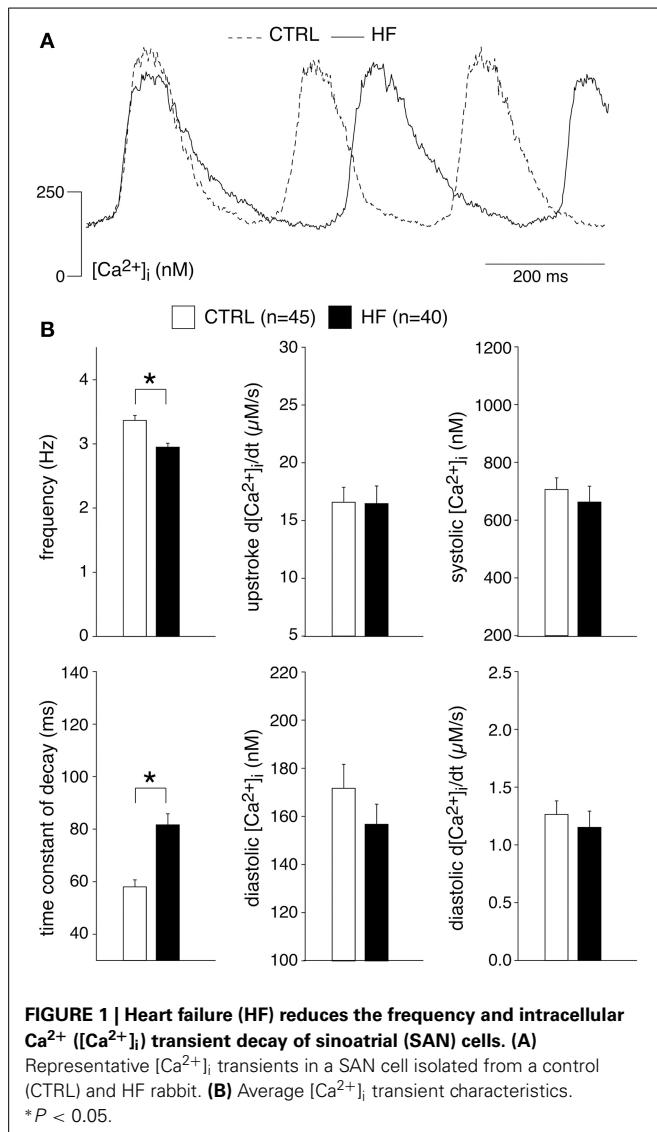 A
CTRL HF
250
0
[Ca²⁺]ᵢ (nM)
200 ms
B
CTRL (n=45) HF (n=40)
frequency (Hz)
4
3
2
1
0
*
upstroke d[Ca²⁺]ᵢ/dt (µM/s)
30
25
20
15
10
5
systolic [Ca²⁺]ᵢ (nM)
1200
1000
800
600
400
200
time constant of decay (ms)
140
120
100
80
60
40
*
diastolic [Ca²⁺]ᵢ (nM)
220
200
180
160
140
120
100
diastolic d[Ca²⁺]ᵢ/dt (µM/s)
2.5
2.0
1.5
1.0
0.5
0.0
FIGURE 1 | Heart failure (HF) reduces the frequency and intracellular
Ca²⁺ ([Ca²⁺]ᵢ) transient decay of sinoatrial (SAN) cells. (A)
Representative [Ca²⁺]ᵢ transients in a SAN cell isolated from a control
(CTRL) and HF rabbit. (B) Average [Ca²⁺]ᵢ transient characteristics.
*P < 0.05.